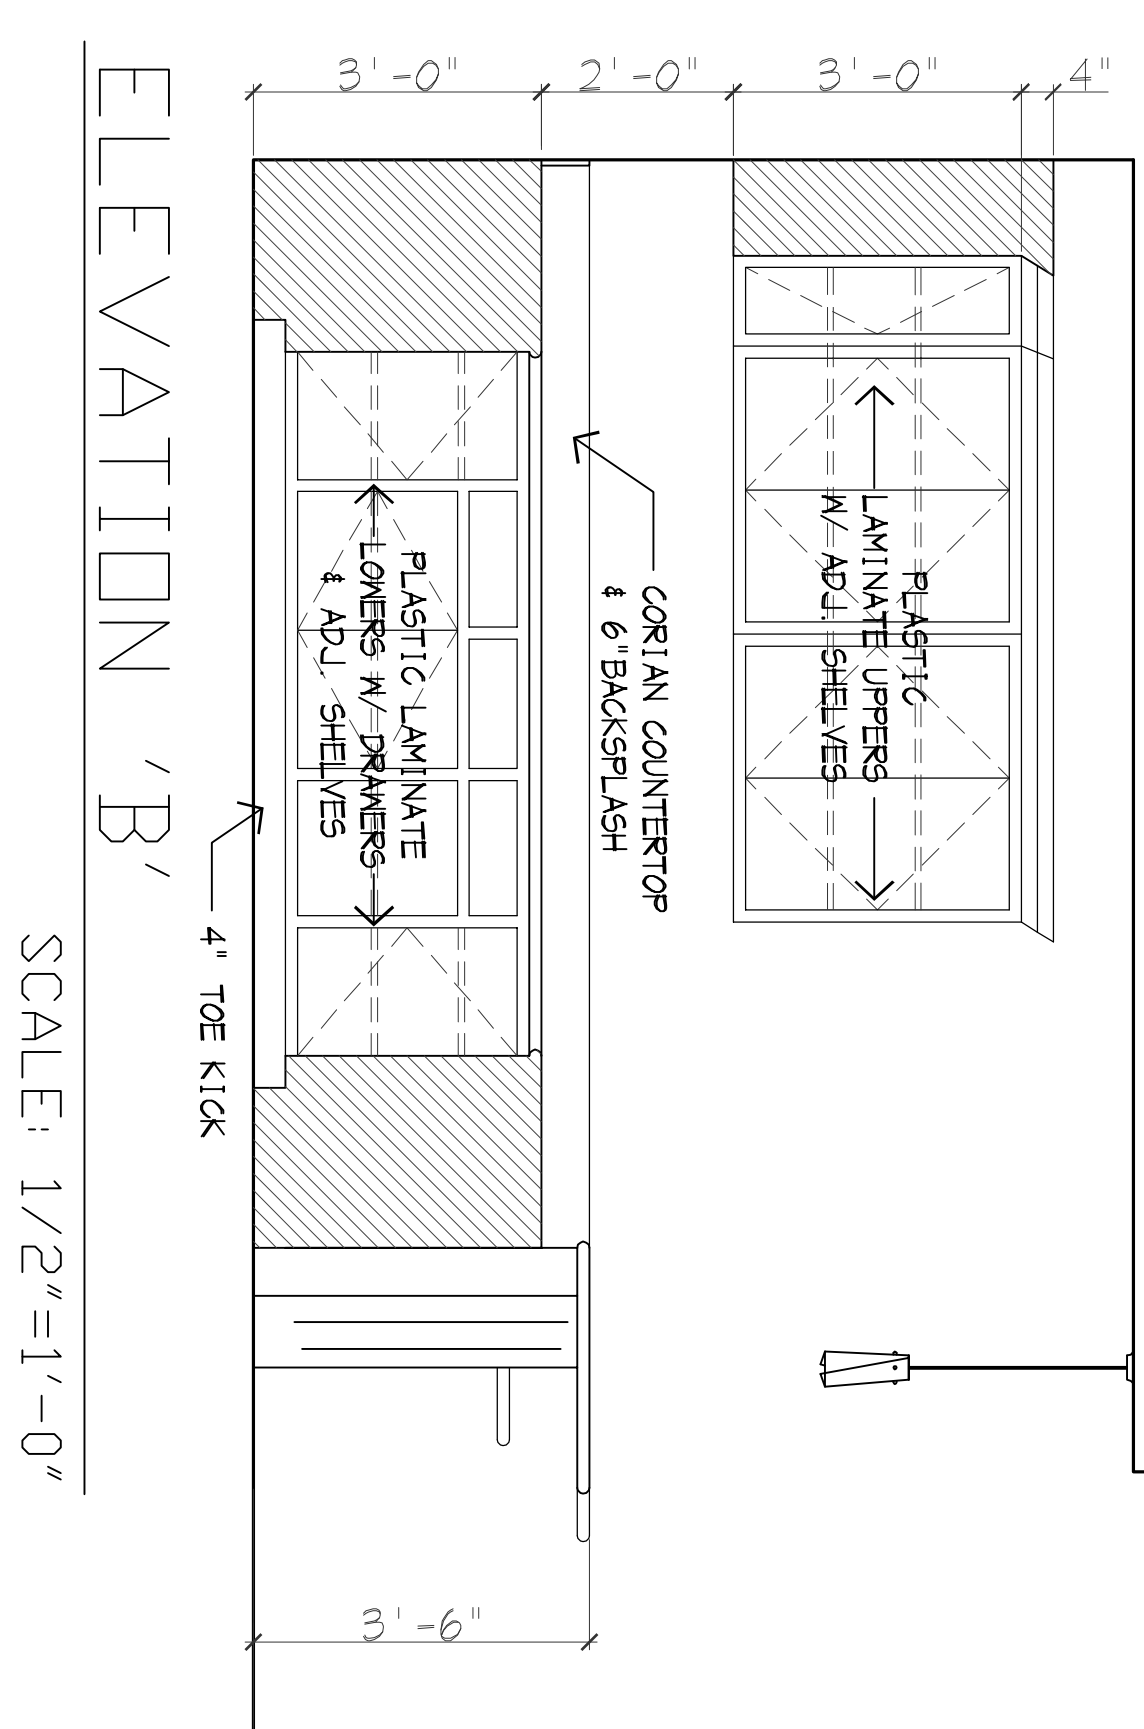 3'-0"
2'-0"
3'-0"
4"
PLASTIC
LAMINATE UPPERS
W/ ADJ. SHELVES
CORIAN COUNTERTOP
& 6"BACKSPLASH
PLASTIC LAMINATE
LOWERS W/ DRAWERS
& ADJ. SHELVES
4" TOE KICK
3'-6"
ELEVATION 'B'
SCALE: 1/2"=1'-0"